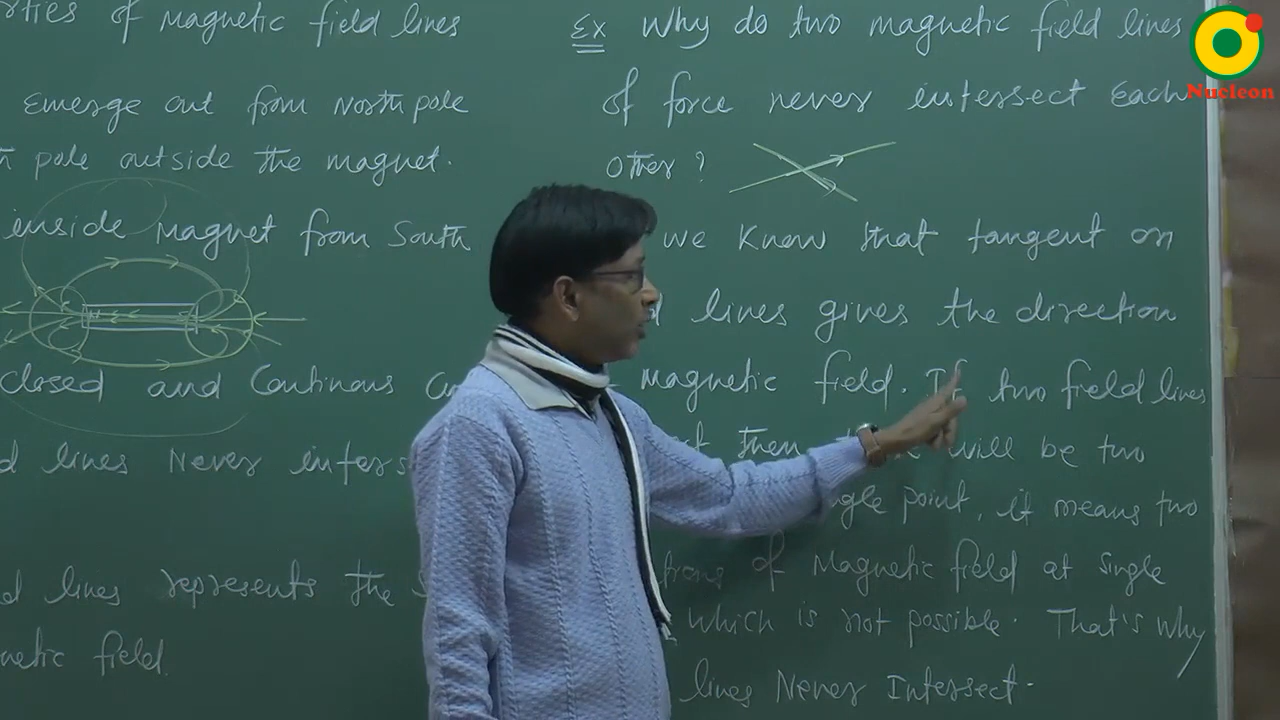 rties of magnetic field lines
Emerge out from North pole
h pole outside the magnet.
inside magnet from South
N
closed and Continous
d lines Never inters
d lines represents the
netic field.
Ex Why do two magnetic field lines
of force never intersect Each
other ?
we know that tangent on
d lines gives the direction
magnetic field. If two field lines
then will be two
ngle point, it means two
of Magnetic field at single
which is not possible. That's why
lines Never Intersect.
Nucleon